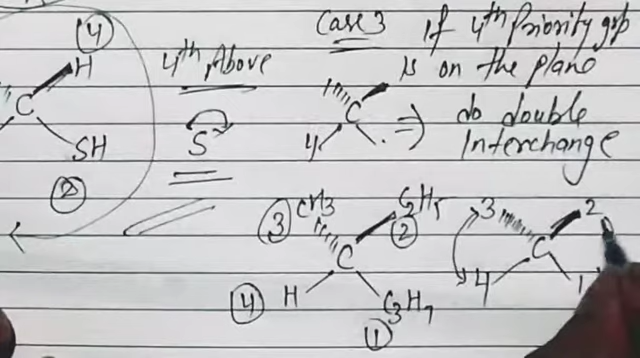 Case 3 If 4th Priority grp
is on the plane
4th Above
(4)
H
C
SH
(2)
S
C
4
⇒ do double
Interchange
(3) CH3 C2H5 (2)
C
(4) H C3H7 (1)
3 2
C
4 1